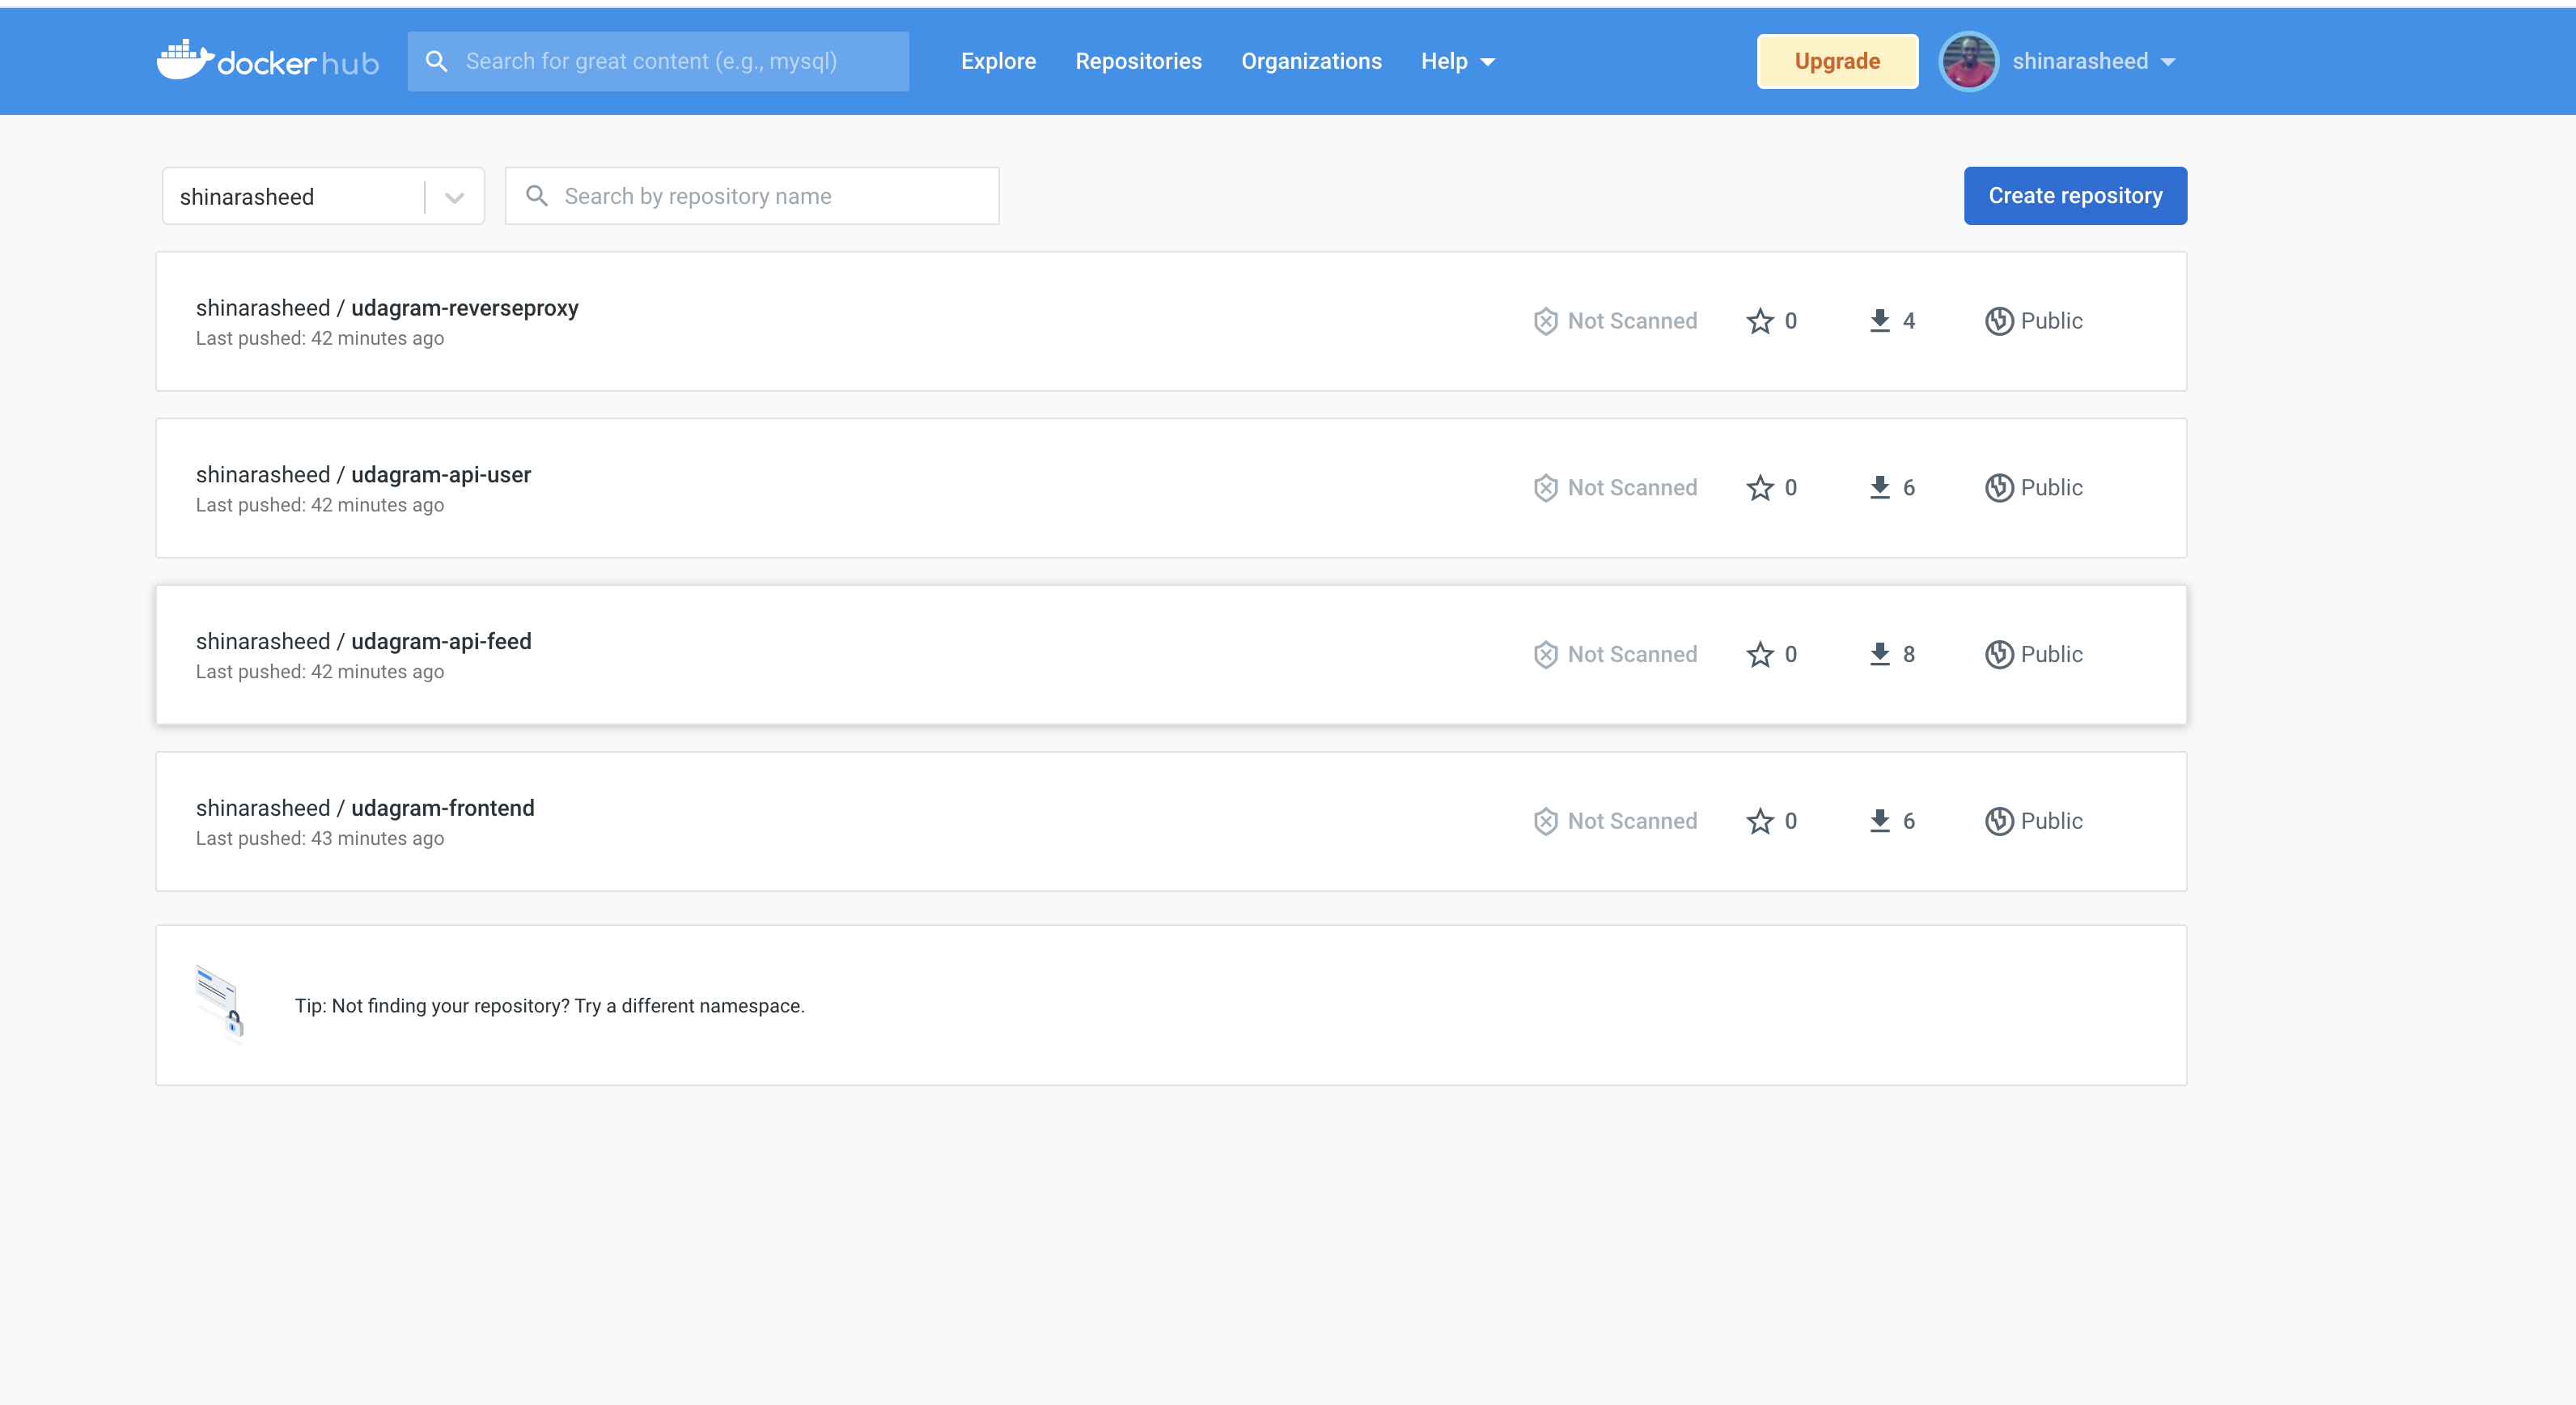 dockerhub
Search for great content (e.g., mysql)
Explore
Repositories
Organizations
Help
Upgrade
shinarasheed
shinarasheed
Search by repository name
Create repository
shinarasheed / udagram-reverseproxy
Last pushed: 42 minutes ago
Not Scanned
0
4
Public
shinarasheed / udagram-api-user
Last pushed: 42 minutes ago
Not Scanned
0
6
Public
shinarasheed / udagram-api-feed
Last pushed: 42 minutes ago
Not Scanned
0
8
Public
shinarasheed / udagram-frontend
Last pushed: 43 minutes ago
Not Scanned
0
6
Public
Tip: Not finding your repository? Try a different namespace.